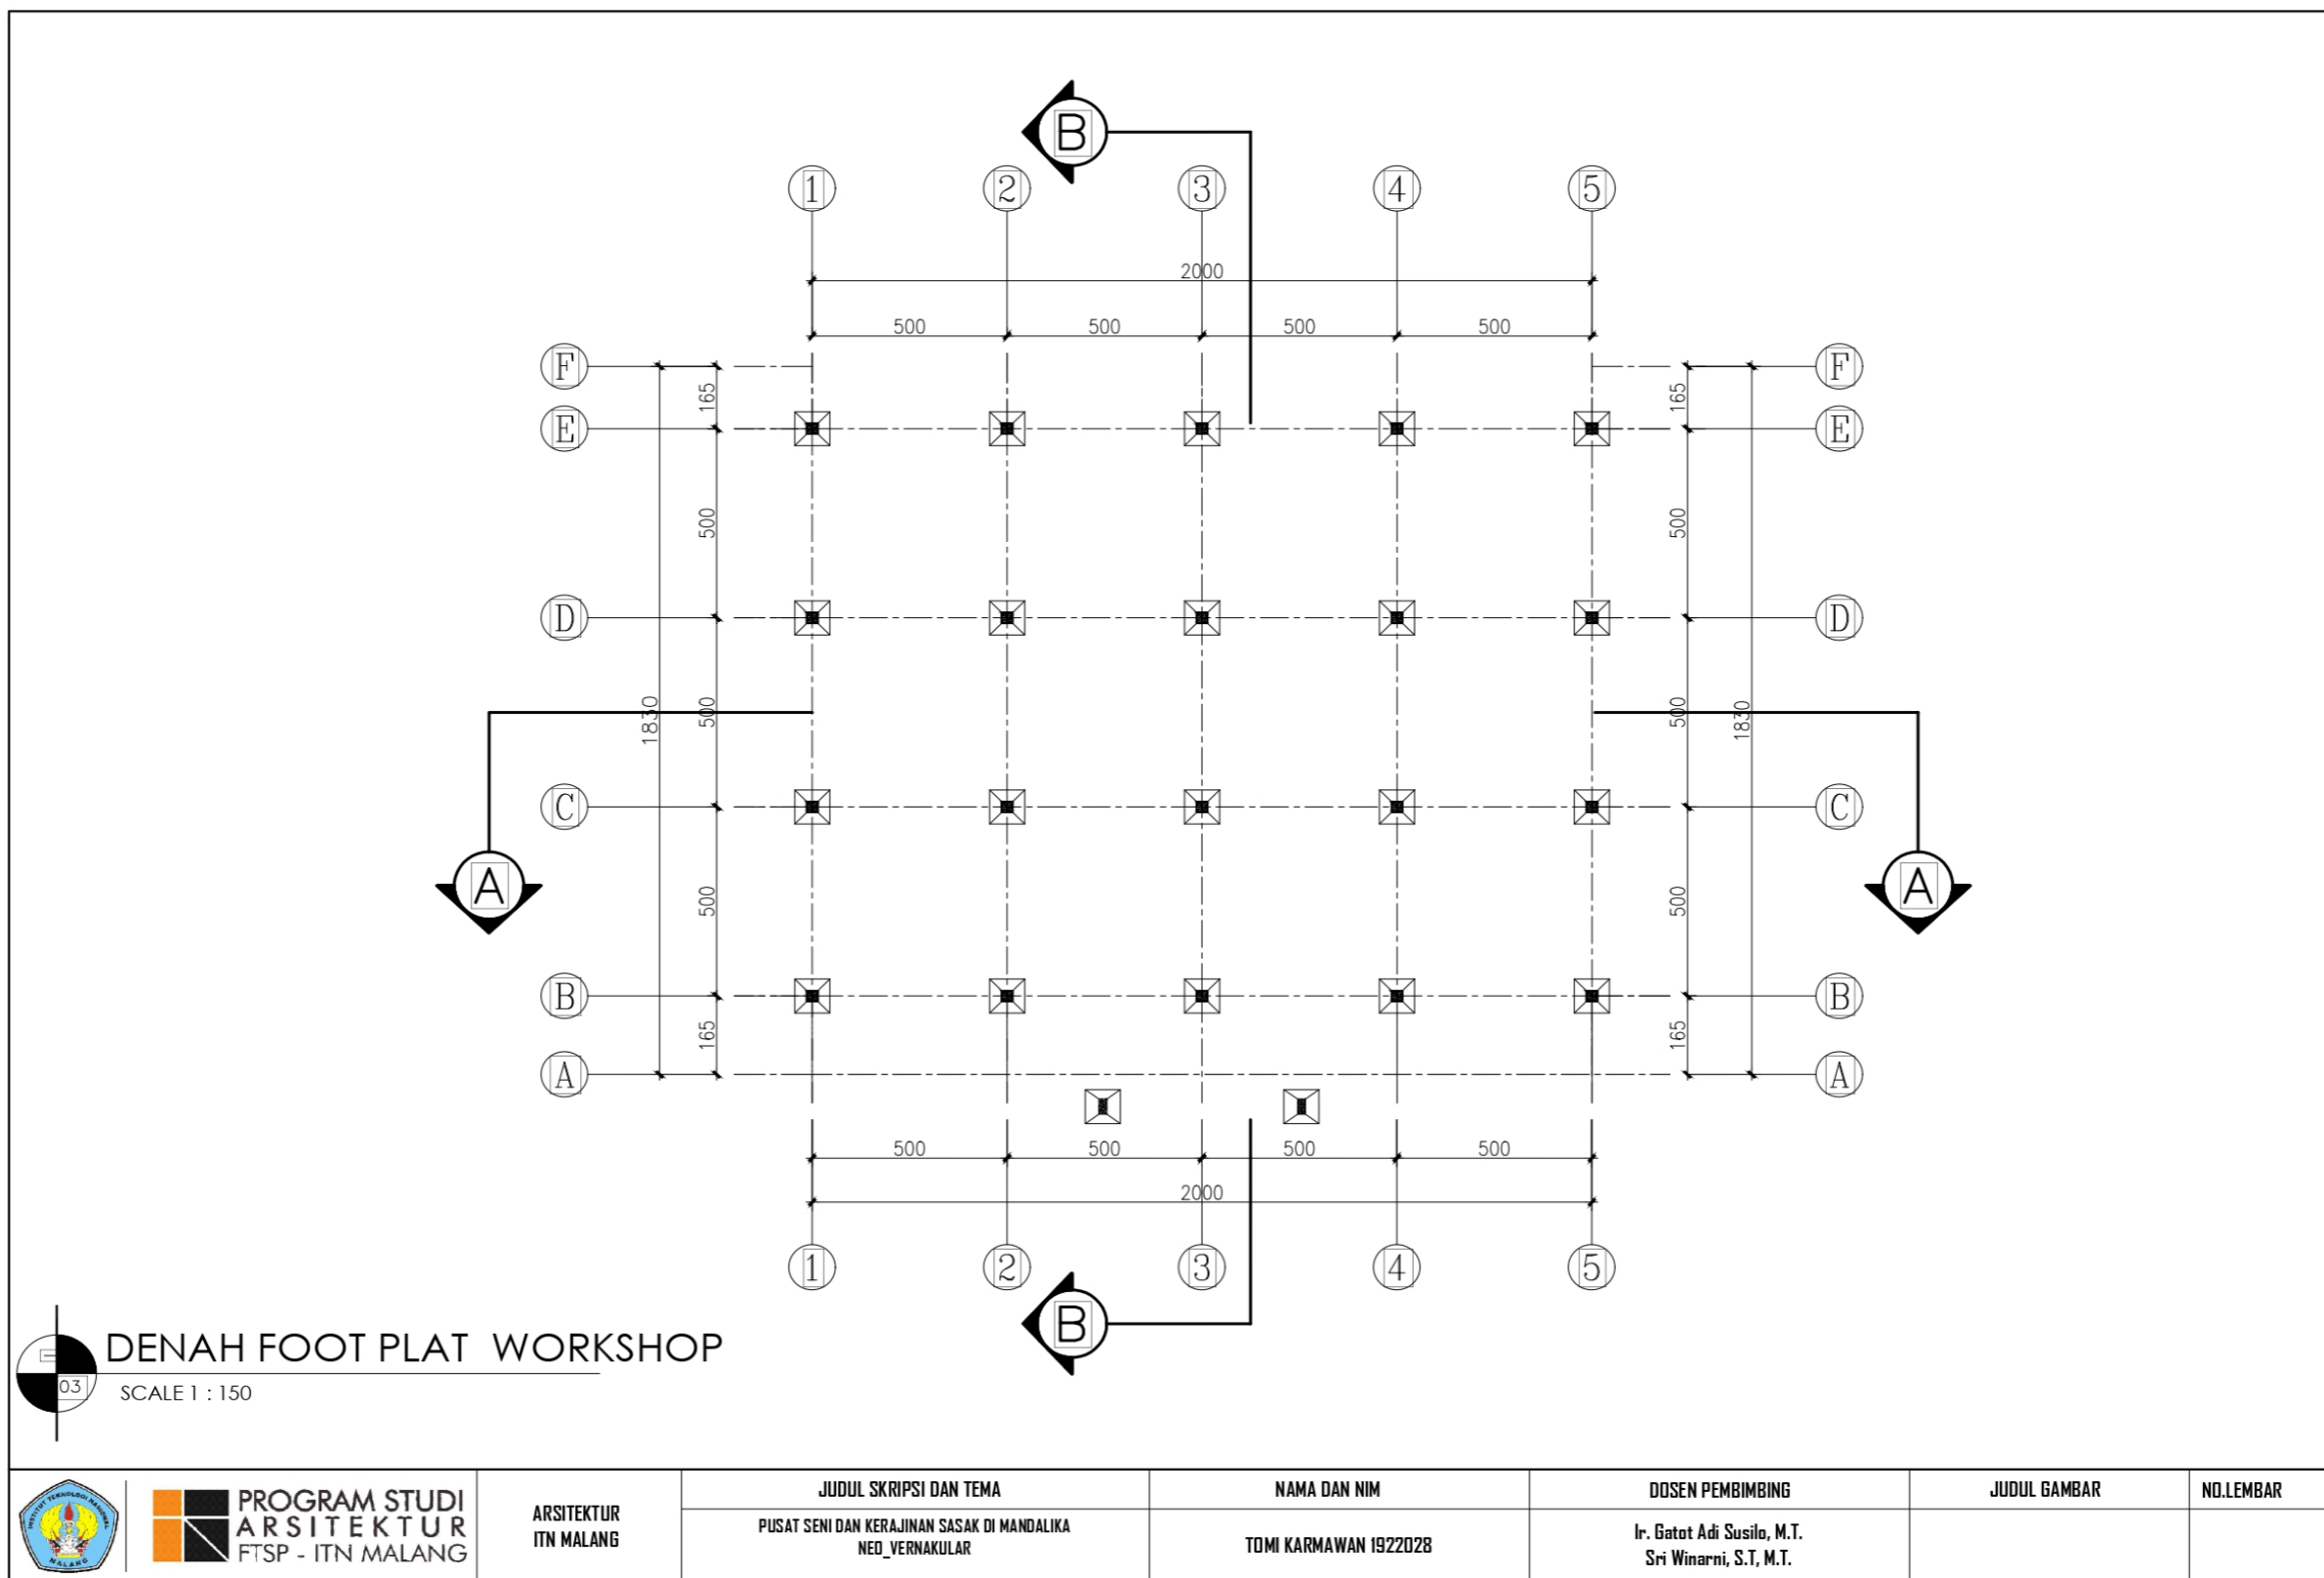 B
1 2 3 4 5
2000
500 500 500 500
F F
165 165
E E
500 500
D D
500 500
1830 1830
C C
A A
500 500
B B
165 165
A A
500 500 500 500
2000
1 2 3 4 5
B
DENAH FOOT PLAT WORKSHOP
03
SCALE 1 : 150
INSTITUT TEKNOLOGI NASIONAL
MALANG
PROGRAM STUDI
ARSITEKTUR
FTSP - ITN MALANG
ARSITEKTUR
ITN MALANG
JUDUL SKRIPSI DAN TEMA
PUSAT SENI DAN KERAJINAN SASAK DI MANDALIKA
NEO_VERNAKULAR
NAMA DAN NIM
TOMI KARMAWAN 1922028
DOSEN PEMBIMBING
Ir. Gatot Adi Susilo, M.T.
Sri Winarni, S.T, M.T.
JUDUL GAMBAR
NO.LEMBAR